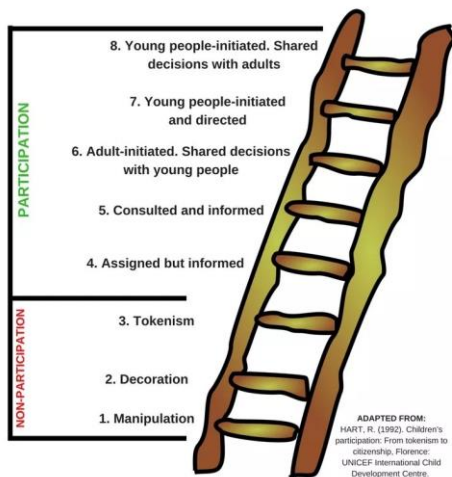 8. Young people-initiated. Shared
decisions with adults
7. Young people-initiated
and directed
6. Adult-initiated. Shared decisions
with young people
5. Consulted and informed
4. Assigned but informed
3. Tokenism
2. Decoration
1. Manipulation
PARTICIPATION
NON-PARTICIPATION
ADAPTED FROM:
HART, R. (1992). Children's
participation: From tokenism to
citizenship, Florence:
UNICEF International Child
Development Centre.